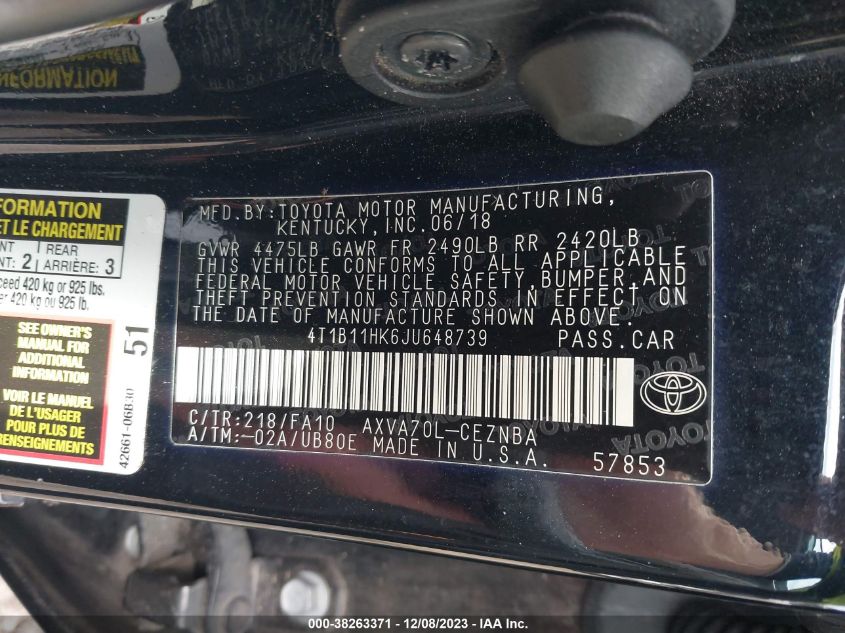 NFORMATION
FORMATION
ET LE CHARGEMENT
NT 2 REAR 3
NT: ARRIÈRE:
ceed 420 kg or 925 lbs.
er 420 kg ou 925 lb.
SEE OWNER'S
MANUAL FOR
ADDITIONAL
INFORMATION
VOIR LE MANUEL
DE L'USAGER
POUR PLUS DE
RENSEIGNEMENTS
51
42661-06B30
MFD.BY:TOYOTA MOTOR MANUFACTURING,
KENTUCKY,INC.06/18
GVWR 4475LB GAWR FR 2490LB RR 2420LB
THIS VEHICLE CONFORMS TO ALL APPLICABLE
FEDERAL MOTOR VEHICLE SAFETY,BUMPER,AND
THEFT PREVENTION STANDARDS IN EFFECT ON
THE DATE OF MANUFACTURE SHOWN ABOVE.
4T1B11HK6JU648739 PASS.CAR
C/TR:218/FA10 AXVA70L-CEZNBA
A/TM:-02A/UB80E MADE IN U.S.A. 57853
000-38263371 - 12/08/2023 - IAA Inc.